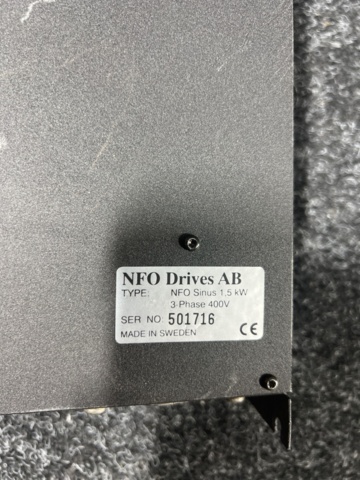 NFO Drives AB
TYPE: NFO Sinus 1,5 kW
3-Phase 400V
SER NO: 501716
MADE IN SWEDEN
CE